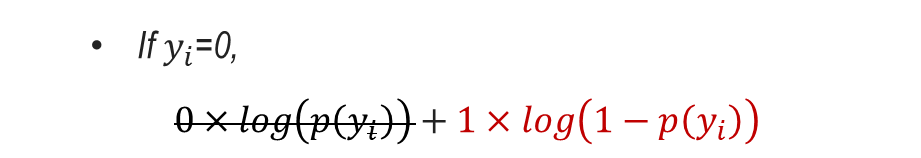 • If yᵢ=0,
0 × log(p(yᵢ)) + 1 × log(1 − p(yᵢ))